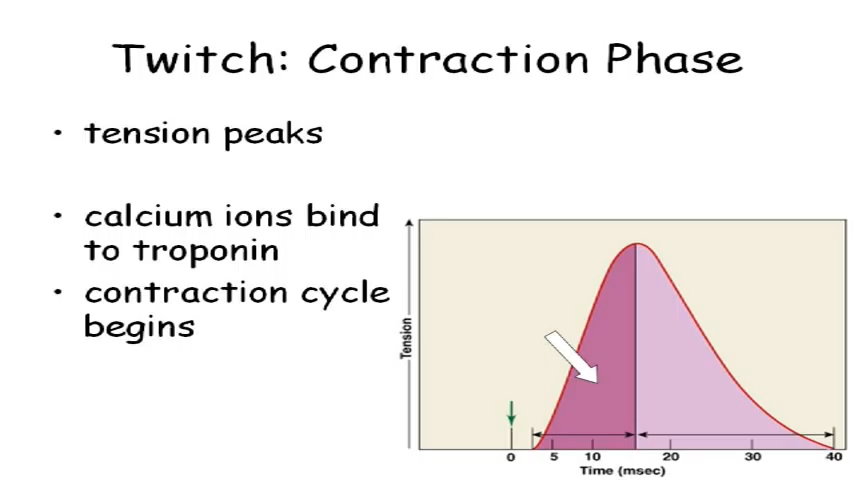 Twitch: Contraction Phase
• tension peaks
• calcium ions bind
to troponin
• contraction cycle
begins
Tension
0 5 10 20 30 40
Time (msec)